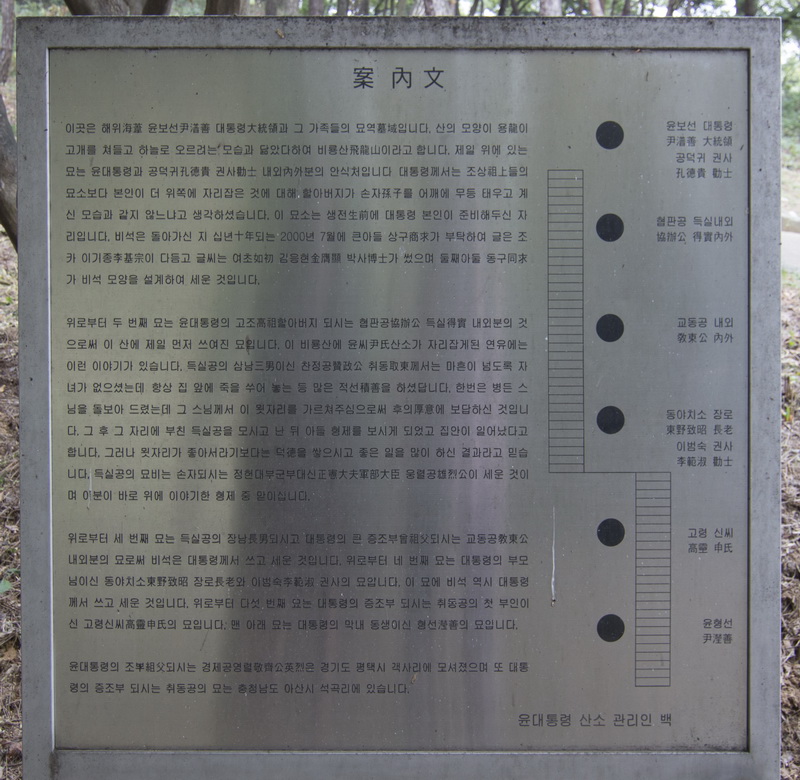 案內文
이곳은 해위海葦 윤보선尹潽善 대통령大統領과 그 가족들의 묘역墓域입니다. 산의 모양이 용龍이
고개를 쳐들고 하늘로 오르려는 모습과 닮았다하여 비룡산飛龍山이라고 합니다. 제일 위에 있는
묘는 윤대통령과 공덕귀孔德貴 권사勸士 내외內外분의 안식처입니다. 대통령께서는 조상祖上들의
묘소보다 본인이 더 위쪽에 자리잡은 것에 대해 할아버지가 손자孫子를 어깨에 무등 태우고 계
신 모습과 같지 않느냐고 생각하셨습니다. 이 묘소는 생전生前에 대통령 본인이 준비해두신 자
리입니다. 비석은 돌아가신 지 십년十年되는 2000년 7월에 큰아들 상구商求가 부탁하여 글은 조
카 이기종李基宗이 다듬고 글씨는 여초如初 김응현金膺顯 박사博士가 썼으며 둘째아들 동구同求
가 비석 모양을 설계하여 세운 것입니다.
위로부터 두 번째 묘는 윤대통령의 고조高祖할아버지 되시는 협판공協辦公 득실得實 내외분의 것
으로써 이 산에 제일 먼저 쓰여진 묘입니다. 이 비룡산에 윤씨尹氏산소가 자리잡게된 연유에는
이런 이야기가 있습니다. 득실공의 삼남三男이신 찬정공贊政公 취동取東께서는 마흔이 넘도록 자
녀가 없으셨는데 항상 집 앞에 죽을 쑤어 놓는 등 많은 적선積善을 하셨답니다. 한번은 병든 스
님을 돌보아 드렸는데 그 스님께서 이 묏자리를 가르쳐주심으로써 후의厚意에 보답하신 것입니
다. 그 후 그 자리에 부친 득실공을 모시고 난 뒤 아들 형제를 보시게 되었고 집안이 일어났다고
합니다. 그러나 묏자리가 좋아서라기보다는 덕德을 쌓으시고 좋은 일을 많이 하신 결과라고 믿습
니다. 득실공의 묘비는 손자되시는 정헌대부군부대신正憲大夫軍部大臣 웅렬공雄烈公이 세운 것이
며 이분이 바로 위에 이야기한 형제 중 맏이십니다.
위로부터 세 번째 묘는 득실공의 장남長男되시고 대통령의 큰 증조부曾祖父되시는 교동공敎東公
내외분의 묘로써 비석은 대통령께서 쓰고 세운 것입니다. 위로부터 네 번째 묘는 대통령의 부모
님이신 동야치소東野致昭 장로長老와 이범숙李範淑 권사의 묘입니다. 이 묘에 비석 역시 대통령
께서 쓰고 세운 것입니다. 위로부터 다섯 번째 묘는 대통령의 증조부 되시는 취동공의 첫 부인이
신 고령신씨高靈申氏의 묘입니다. 맨 아래 묘는 대통령의 막내 동생이신 형선瀅善의 묘입니다.
윤대통령의 조부祖父되시는 경제공영렬敬齊公英烈은 경기도 평택시 객사리에 모셔졌으며 또 대통
령의 증조부 되시는 취동공의 묘는 충청남도 아산시 석곡리에 있습니다.
윤보선 대통령
尹潽善 大統領
공덕귀 권사
孔德貴 勸士
협판공 득실내외
協辦公 得實內外
교동공 내외
敎東公 內外
동야치소 장로
東野致昭 長老
이범숙 권사
李範淑 勸士
고령 신씨
高靈 申氏
윤형선
尹瀅善
윤대통령 산소 관리인 백